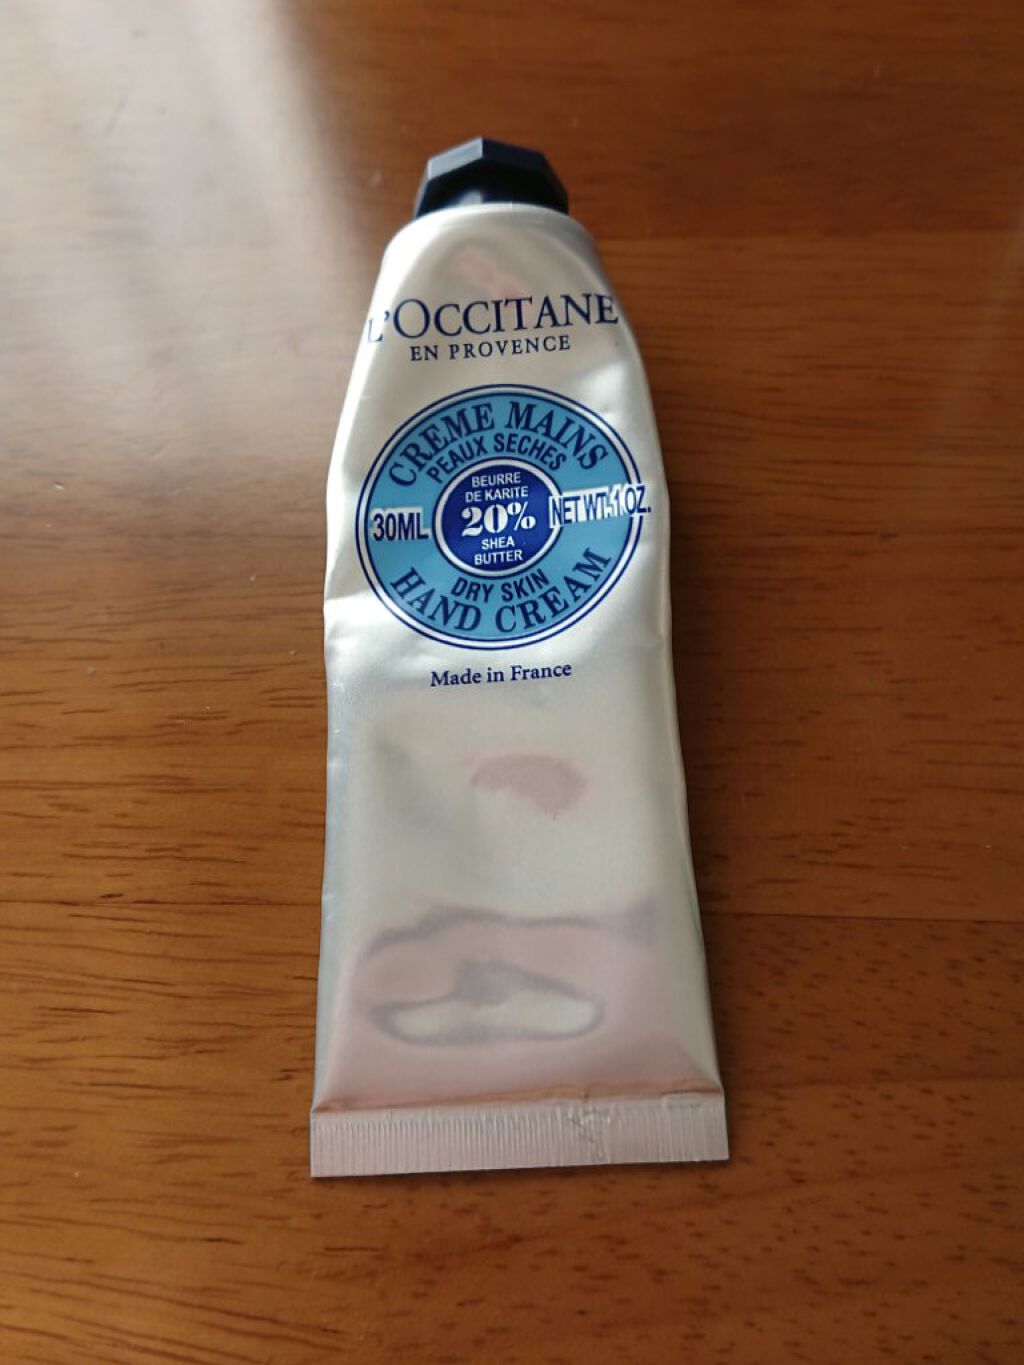 L'OCCITANE
EN PROVENCE
CREME MAINS
PEAUX SECHES
BEURRE
DE KARITE
30ML
20%
NET WT. 1 OZ.
SHEA
BUTTER
DRY SKIN
HAND CREAM
Made in France